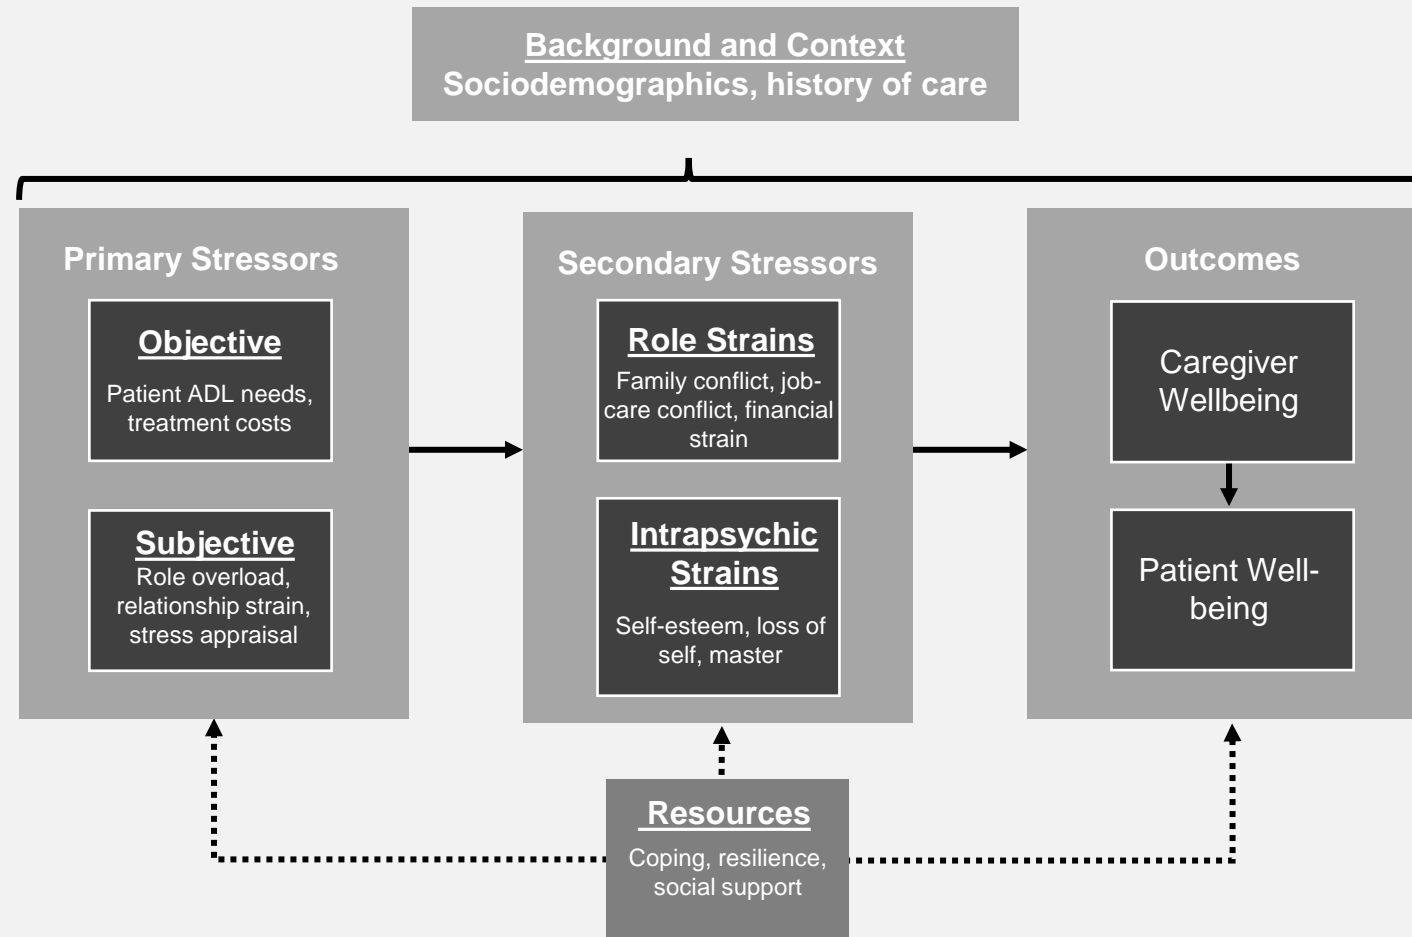 Background and Context
Sociodemographics, history of care
Primary Stressors
Objective
Patient ADL needs,
treatment costs
Subjective
Role overload,
relationship strain,
stress appraisal
Secondary Stressors
Role Strains
Family conflict, job-
care conflict, financial
strain
Intrapsychic
Strains
Self-esteem, loss of
self, master
Outcomes
Caregiver
Wellbeing
Patient Well-
being
Resources
Coping, resilience,
social support